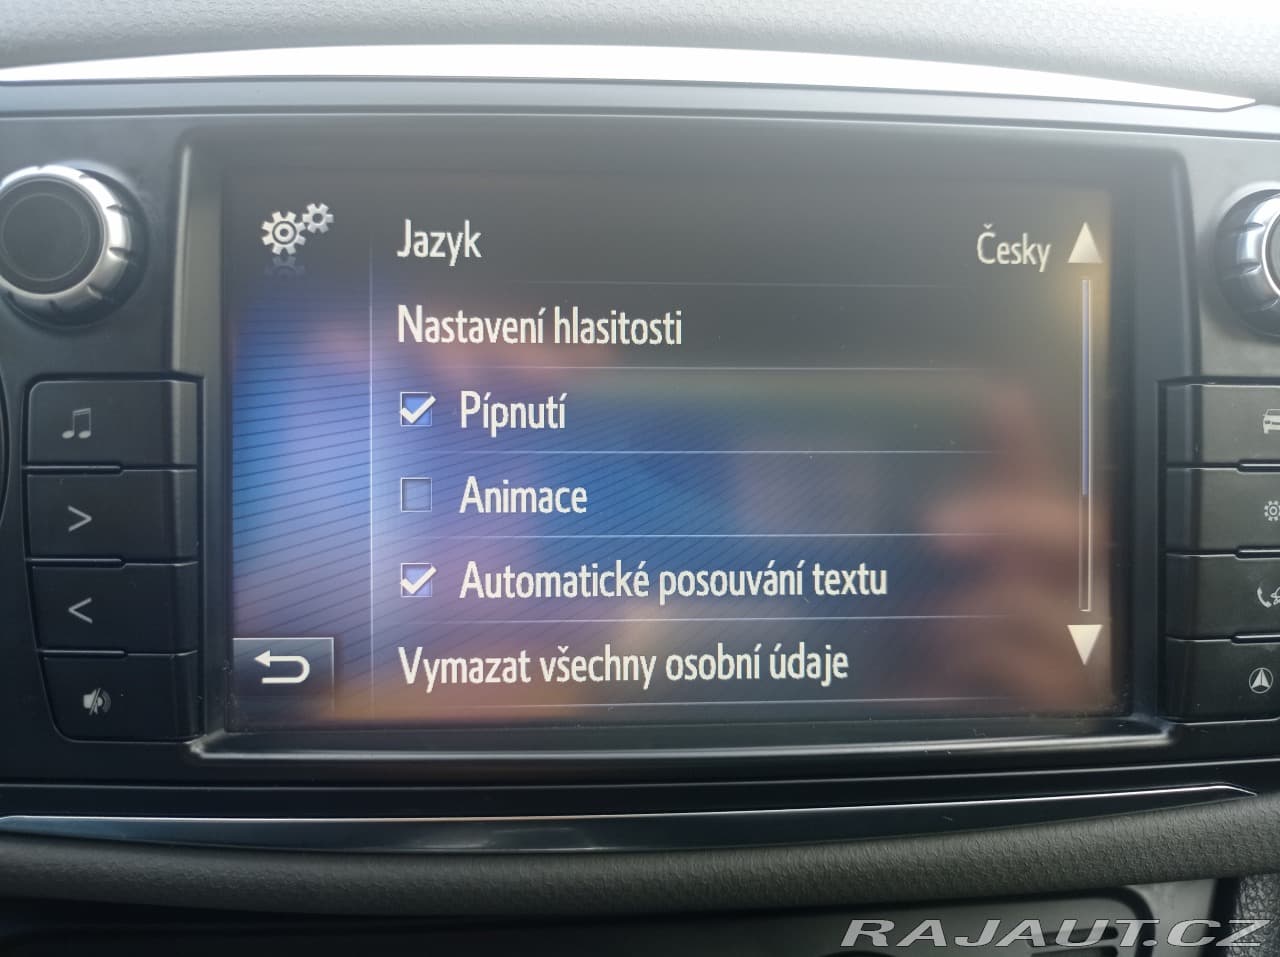 Jazyk Česky
Nastavení hlasitosti
Pípnutí
Animace
Automatické posouvání textu
Vymazat všechny osobní údaje
RAJAUT.CZ